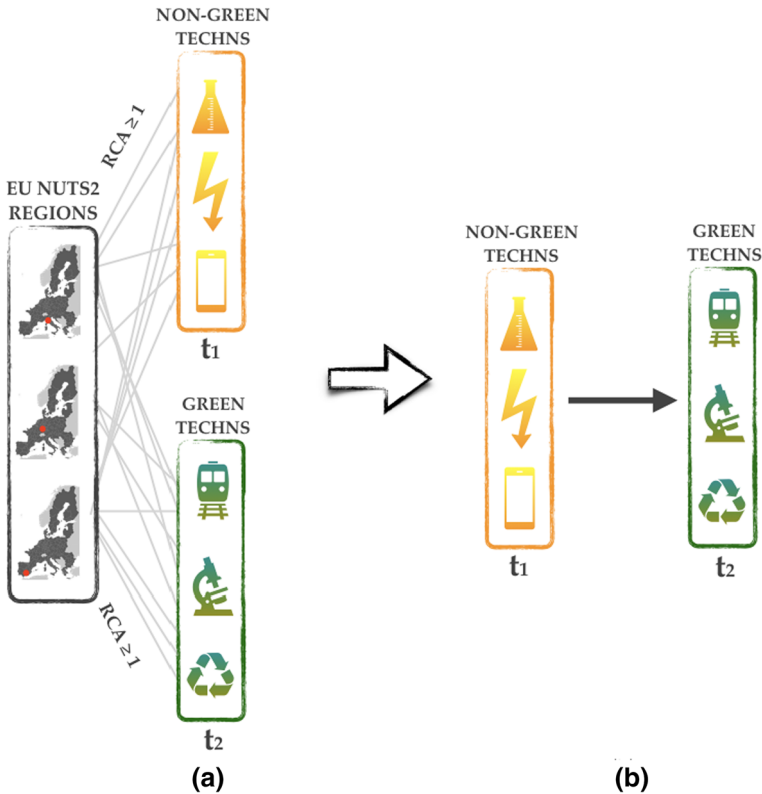 NON-GREEN
TECHNS
RCA ≥ 1
EU NUTS2
REGIONS
t1
GREEN
TECHNS
RCA ≥ 1
t2
(a)
NON-GREEN
TECHNS
t1
GREEN
TECHNS
t2
(b)